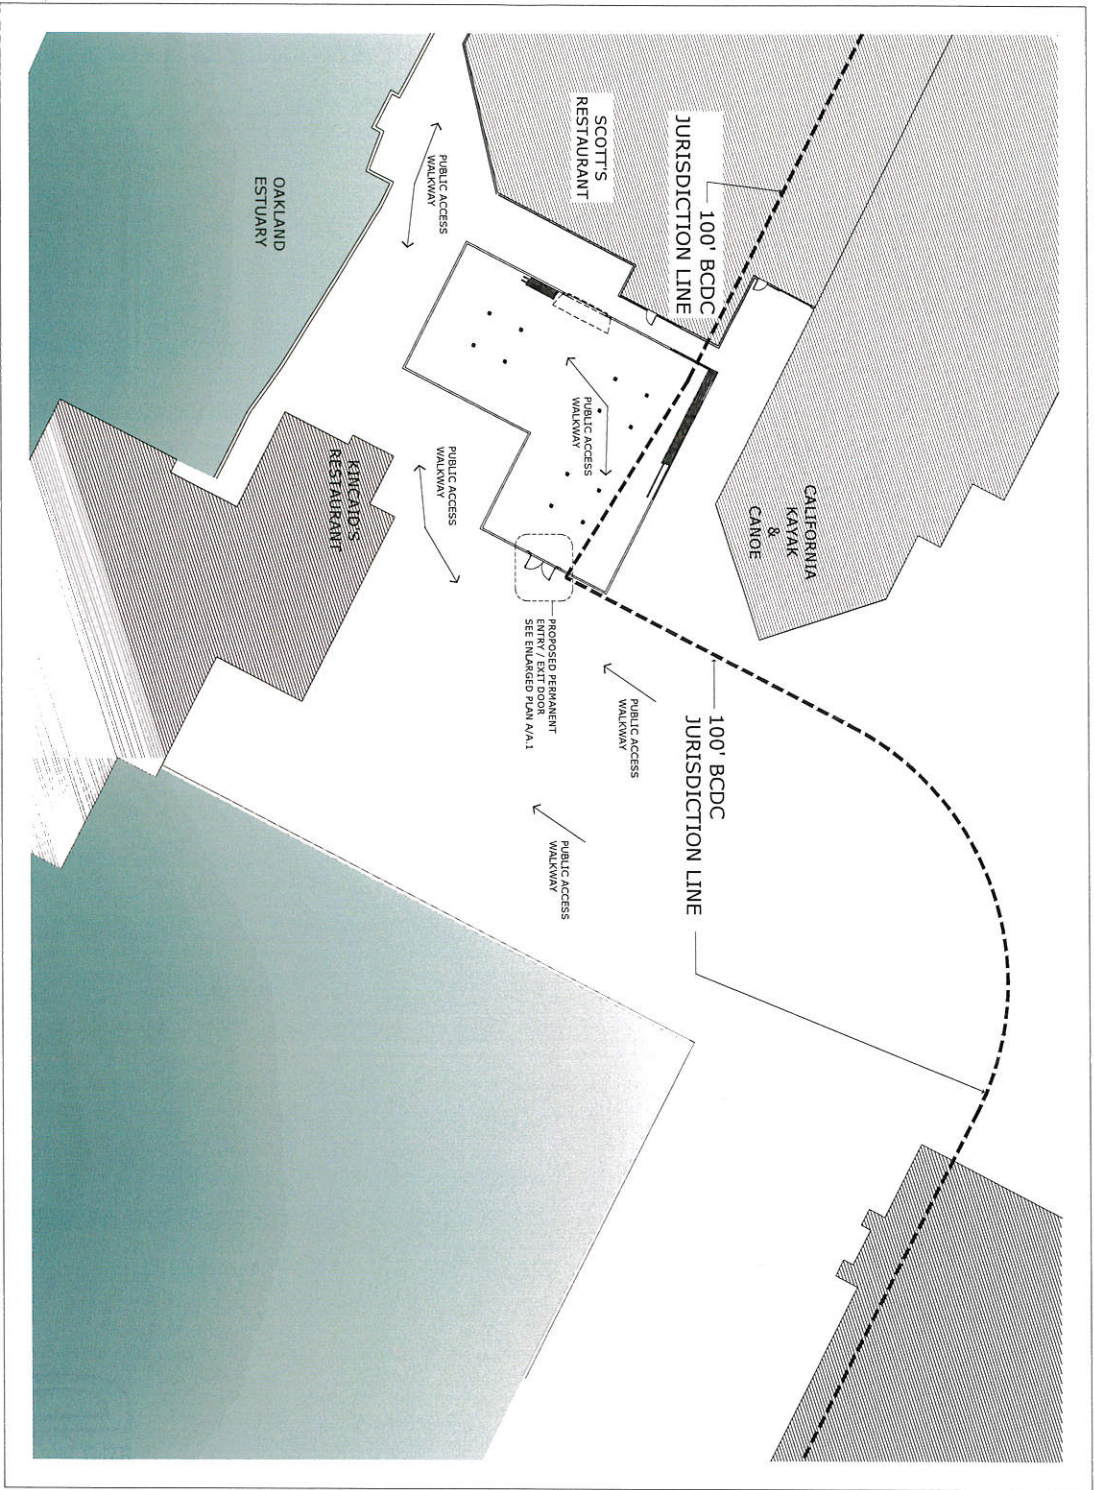 SCOTT'S
RESTAURANT
100' BCDC
JURISDICTION LINE
CALIFORNIA
KAYAK
&
CANOE
OAKLAND
ESTUARY
PUBLIC ACCESS
WALKWAY
PUBLIC ACCESS
WALKWAY
PUBLIC ACCESS
WALKWAY
KINCAID'S
RESTAURANT
PROPOSED PERMANENT
ENTRY / EXIT DOOR
SEE ENLARGED PLAN A/A.1
100' BCDC
JURISDICTION LINE
PUBLIC ACCESS
WALKWAY
PUBLIC ACCESS
WALKWAY